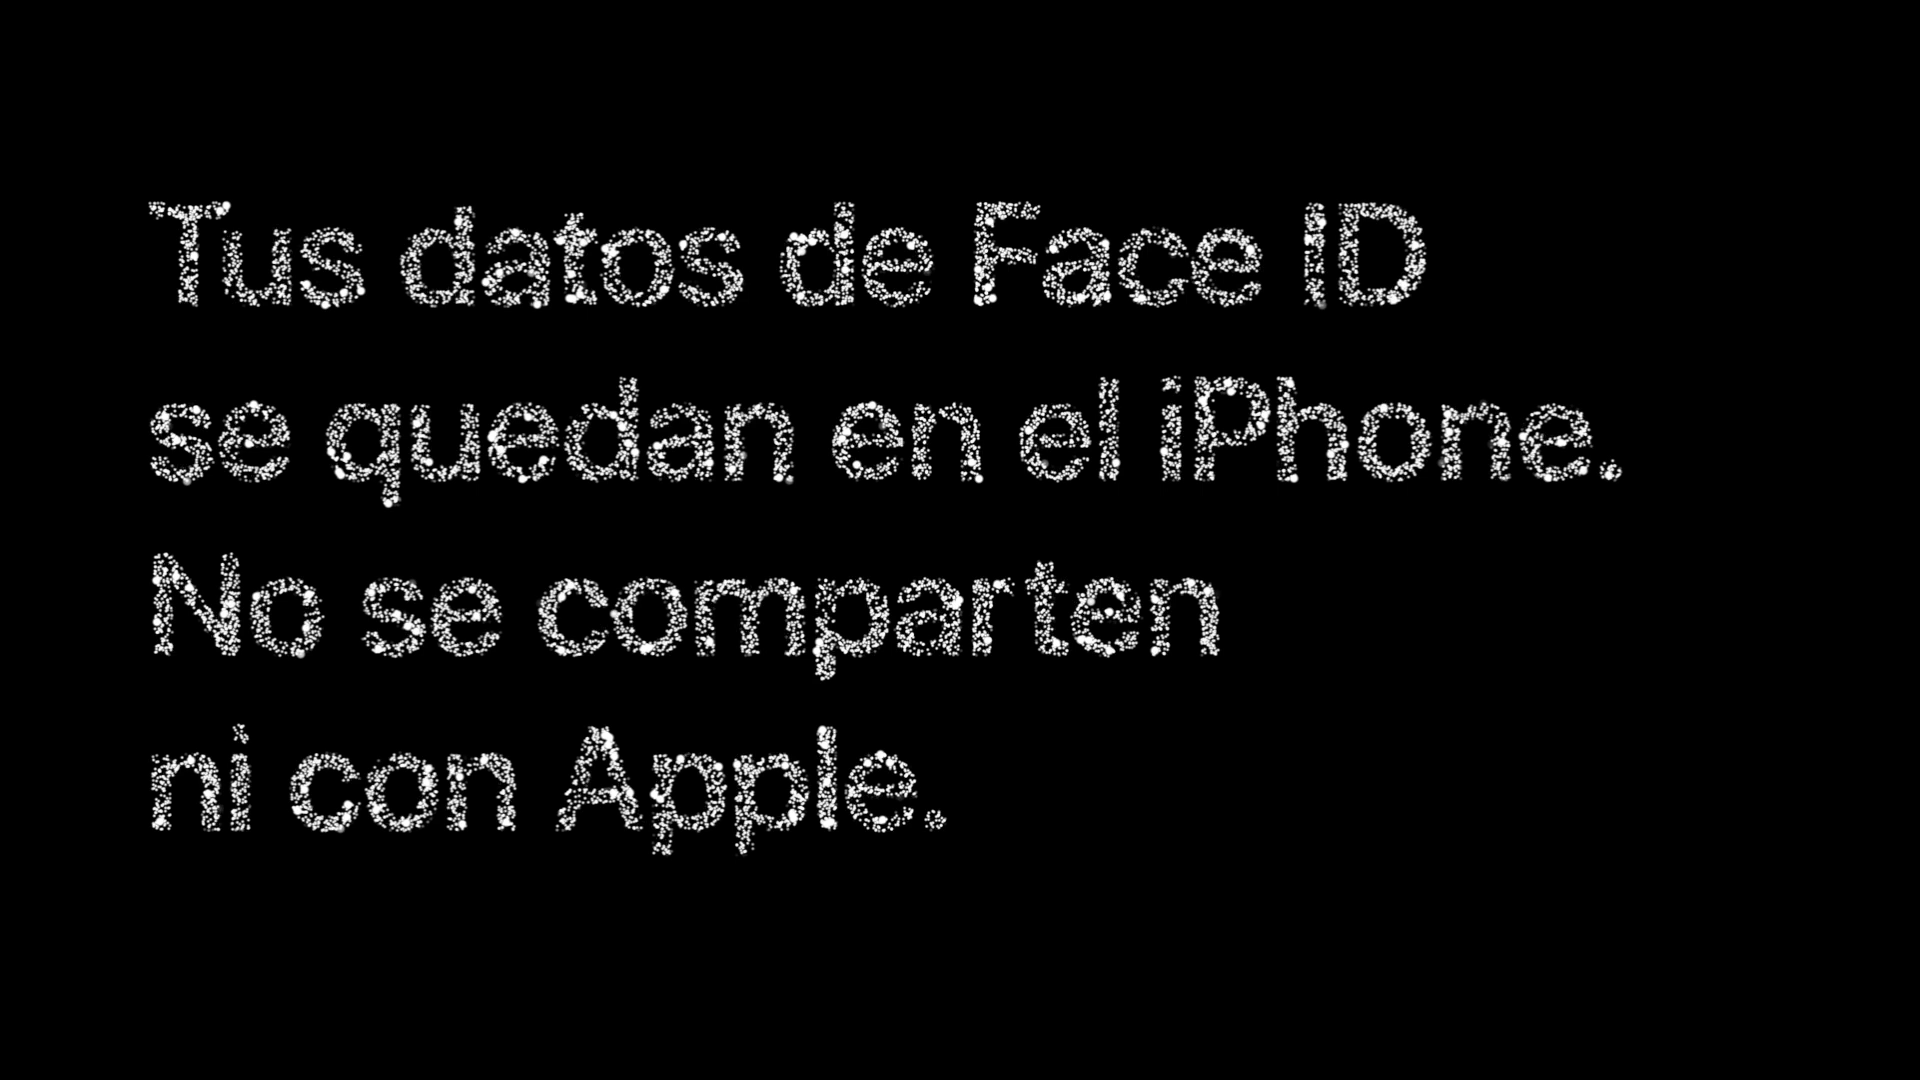 Tus datos de Face ID
se quedan en el iPhone.
No se comparten
ni con Apple.